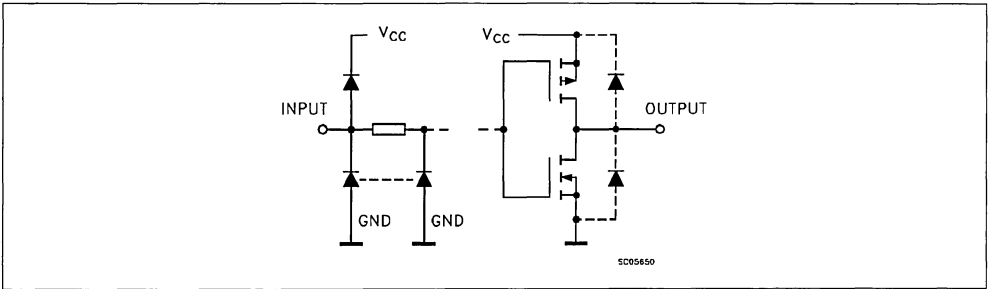 VCC
VCC
INPUT
OUTPUT
GND
GND
SC05650